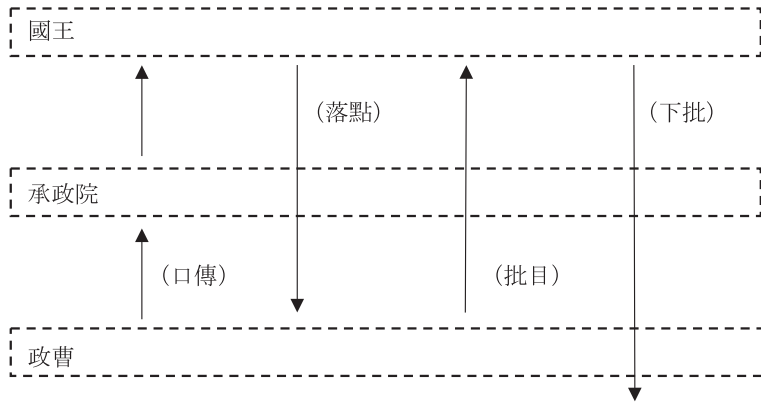 國王
（落點）
（下批）
承政院
（口傳）
（批目）
政曹